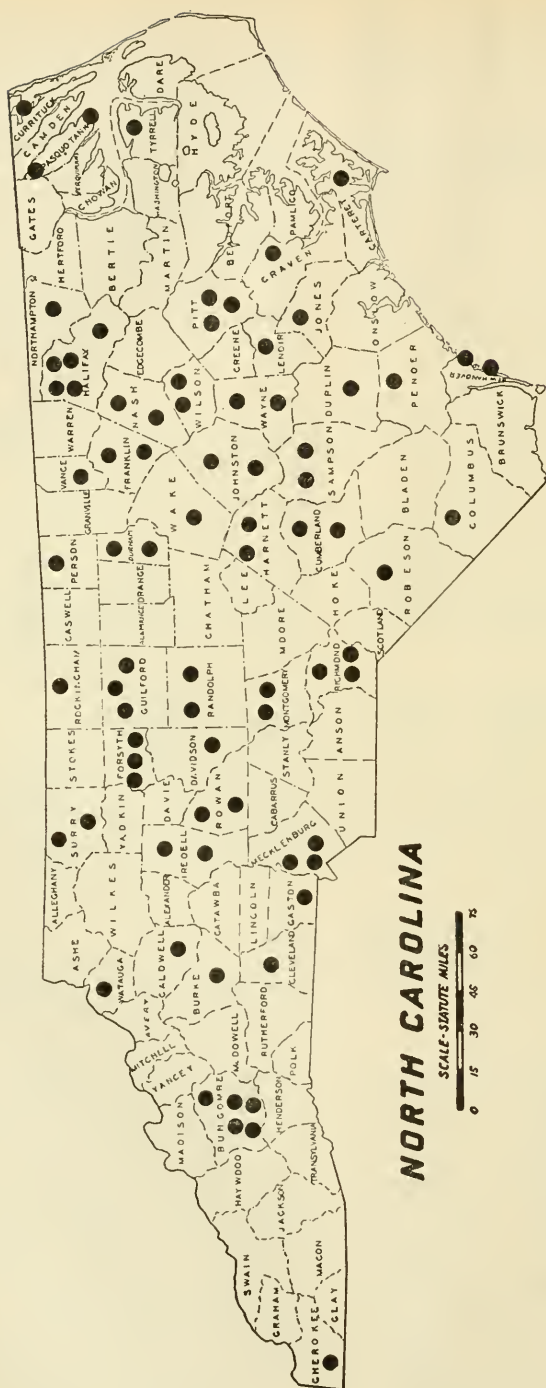 CURRITUCK
CAMDEN
PASQUOTANK
PERQUIMANS
CHOWAN
GATES
HERTFORD
NORTHAMPTON
BERTIE
WASHINGTON
TYRRELL
DARE
HYDE
MARTIN
HALIFAX
WARREN
VANCE
GRANVILLE
PERSON
CASWELL
ROCKINGHAM
STOKES
SURRY
ALLEGHANY
ASHE
WATAUGA
WILKES
YADKIN
FORSYTH
GUILFORD
ALAMANCE
ORANGE
DURHAM
FRANKLIN
NASH
EDGECOMBE
PITT
BEAUFORT
WILSON
GREENE
CRAVEN
PAMLICO
CARTERET
JONES
LENOIR
WAYNE
JOHNSTON
WAKE
CHATHAM
RANDOLPH
DAVIDSON
DAVIE
IREDELL
ALEXANDER
CALDWELL
AVERY
MITCHELL
YANCEY
MADISON
BUNCOMBE
McDOWELL
BURKE
CATAWBA
ROWAN
LINCOLN
CABARRUS
STANLY
MONTGOMERY
MOORE
LEE
HARNETT
SAMPSON
DUPLIN
ONSLOW
PENDER
NEW HANOVER
BRUNSWICK
COLUMBUS
BLADEN
CUMBERLAND
HOKE
ROBESON
SCOTLAND
RICHMOND
ANSON
UNION
MECKLENBURG
GASTON
CLEVELAND
RUTHERFORD
POLK
HENDERSON
TRANSYLVANIA
HAYWOOD
JACKSON
SWAIN
MACON
GRAHAM
CLAY
CHEROKEE
NORTH CAROLINA
SCALE-STATUTE MILES
0 15 30 45 60 75